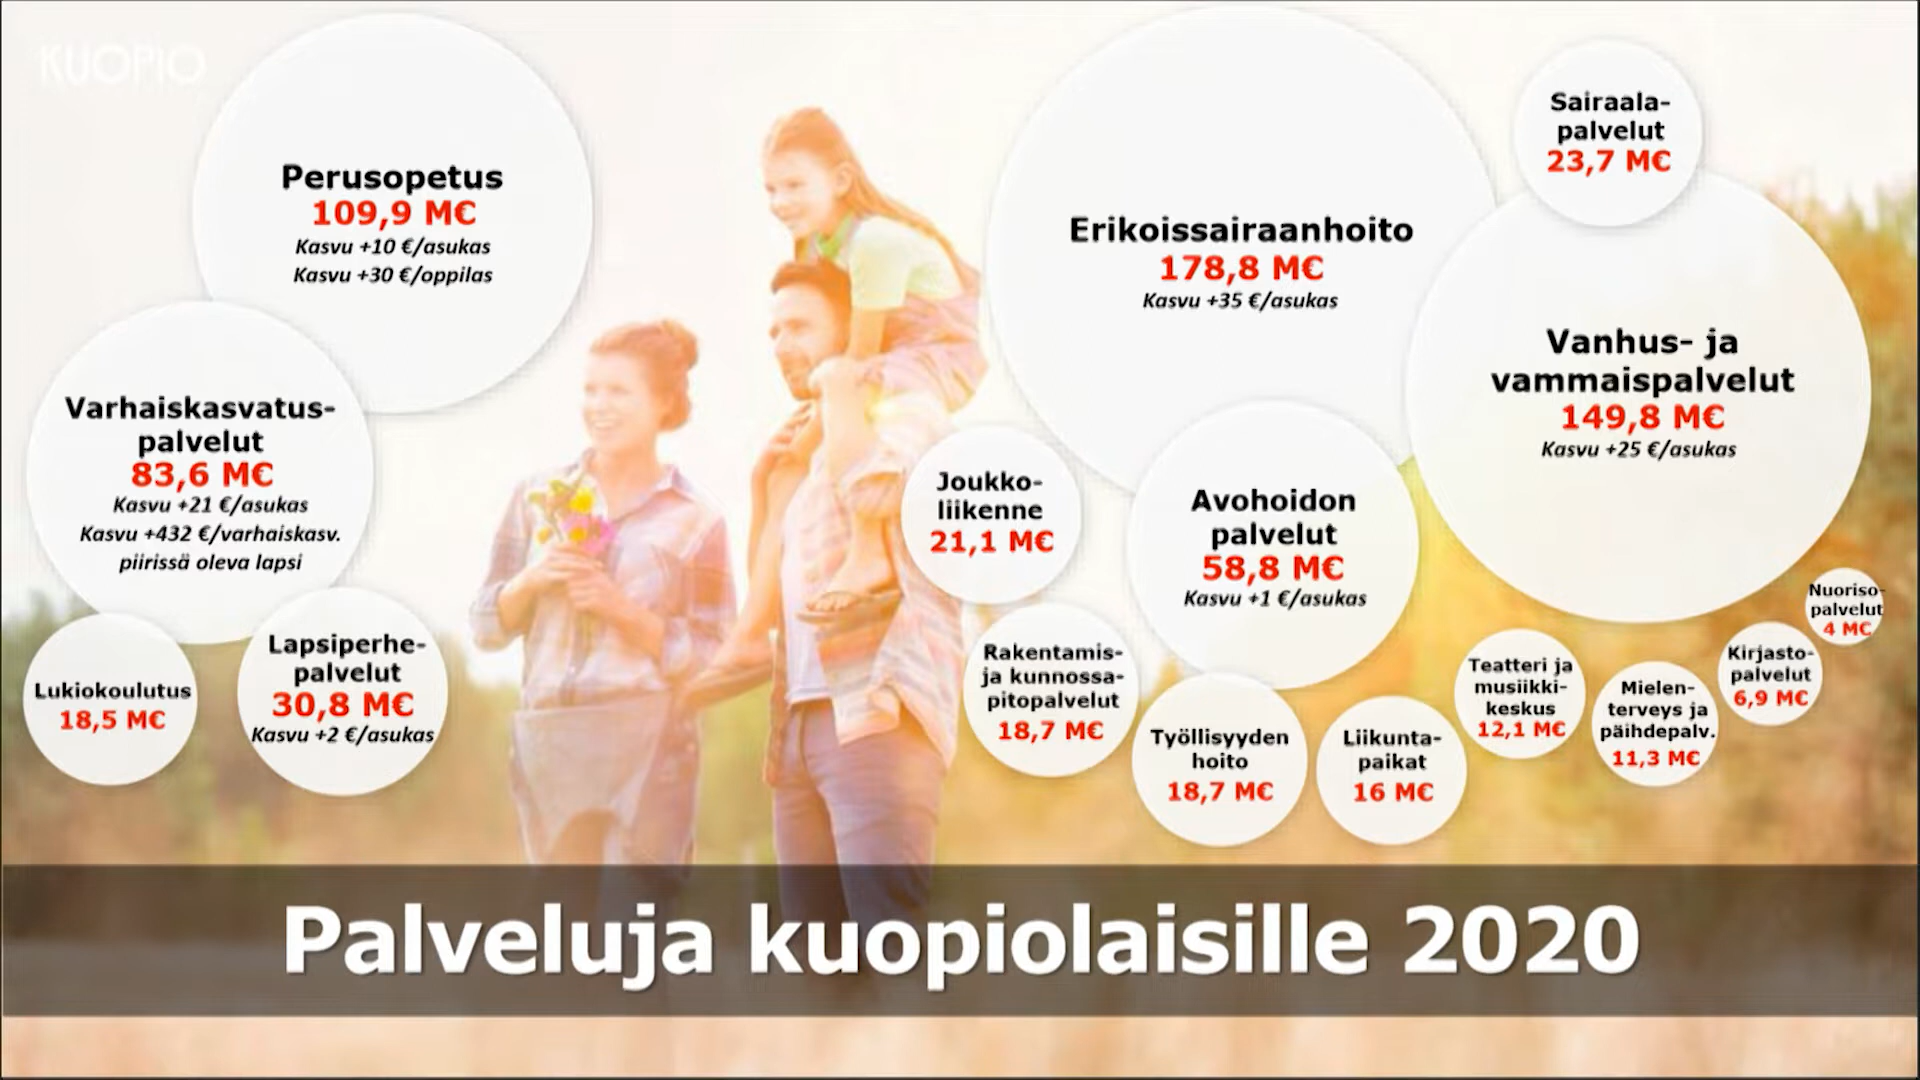 KUOPIO
Perusopetus
109,9 M€
Kasvu +10 €/asukas
Kasvu +30 €/oppilas
Varhaiskasvatus-
palvelut
83,6 M€
Kasvu +21 €/asukas
Kasvu +432 €/varhaiskasv.
piirissä oleva lapsi
Lukiokoulutus
18,5 M€
Lapsiperhe-
palvelut
30,8 M€
Kasvu +2 €/asukas
Erikoissairaanhoito
178,8 M€
Kasvu +35 €/asukas
Sairaala-
palvelut
23,7 M€
Vanhus- ja
vammaispalvelut
149,8 M€
Kasvu +25 €/asukas
Joukko-
liikenne
21,1 M€
Avohoidon
palvelut
58,8 M€
Kasvu +1 €/asukas
Rakentamis-
ja kunnossa-
pitopalvelut
18,7 M€
Työllisyyden
hoito
18,7 M€
Liikunta-
paikat
16 M€
Teatteri ja
musiikki-
keskus
12,1 M€
Mielen-
terveys ja
päihdepalv.
11,3 M€
Kirjasto-
palvelut
6,9 M€
Nuoriso-
palvelut
4 M€
Palveluja kuopiolaisille 2020